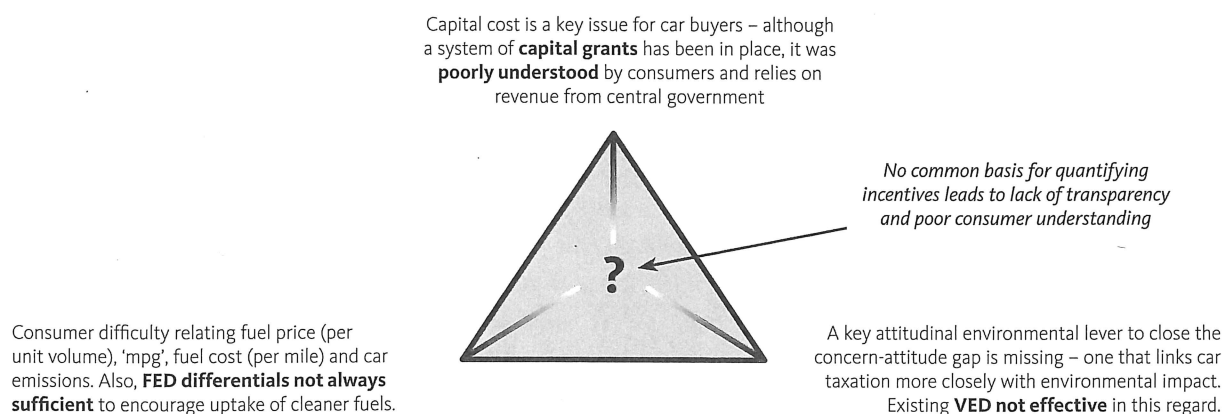 Capital cost is a key issue for car buyers – although
a system of capital grants has been in place, it was
poorly understood by consumers and relies on
revenue from central government
No common basis for quantifying
incentives leads to lack of transparency
and poor consumer understanding
?
Consumer difficulty relating fuel price (per
unit volume), ‘mpg’, fuel cost (per mile) and car
emissions. Also, FED differentials not always
sufficient to encourage uptake of cleaner fuels.
A key attitudinal environmental lever to close the
concern-attitude gap is missing – one that links car
taxation more closely with environmental impact.
Existing VED not effective in this regard.